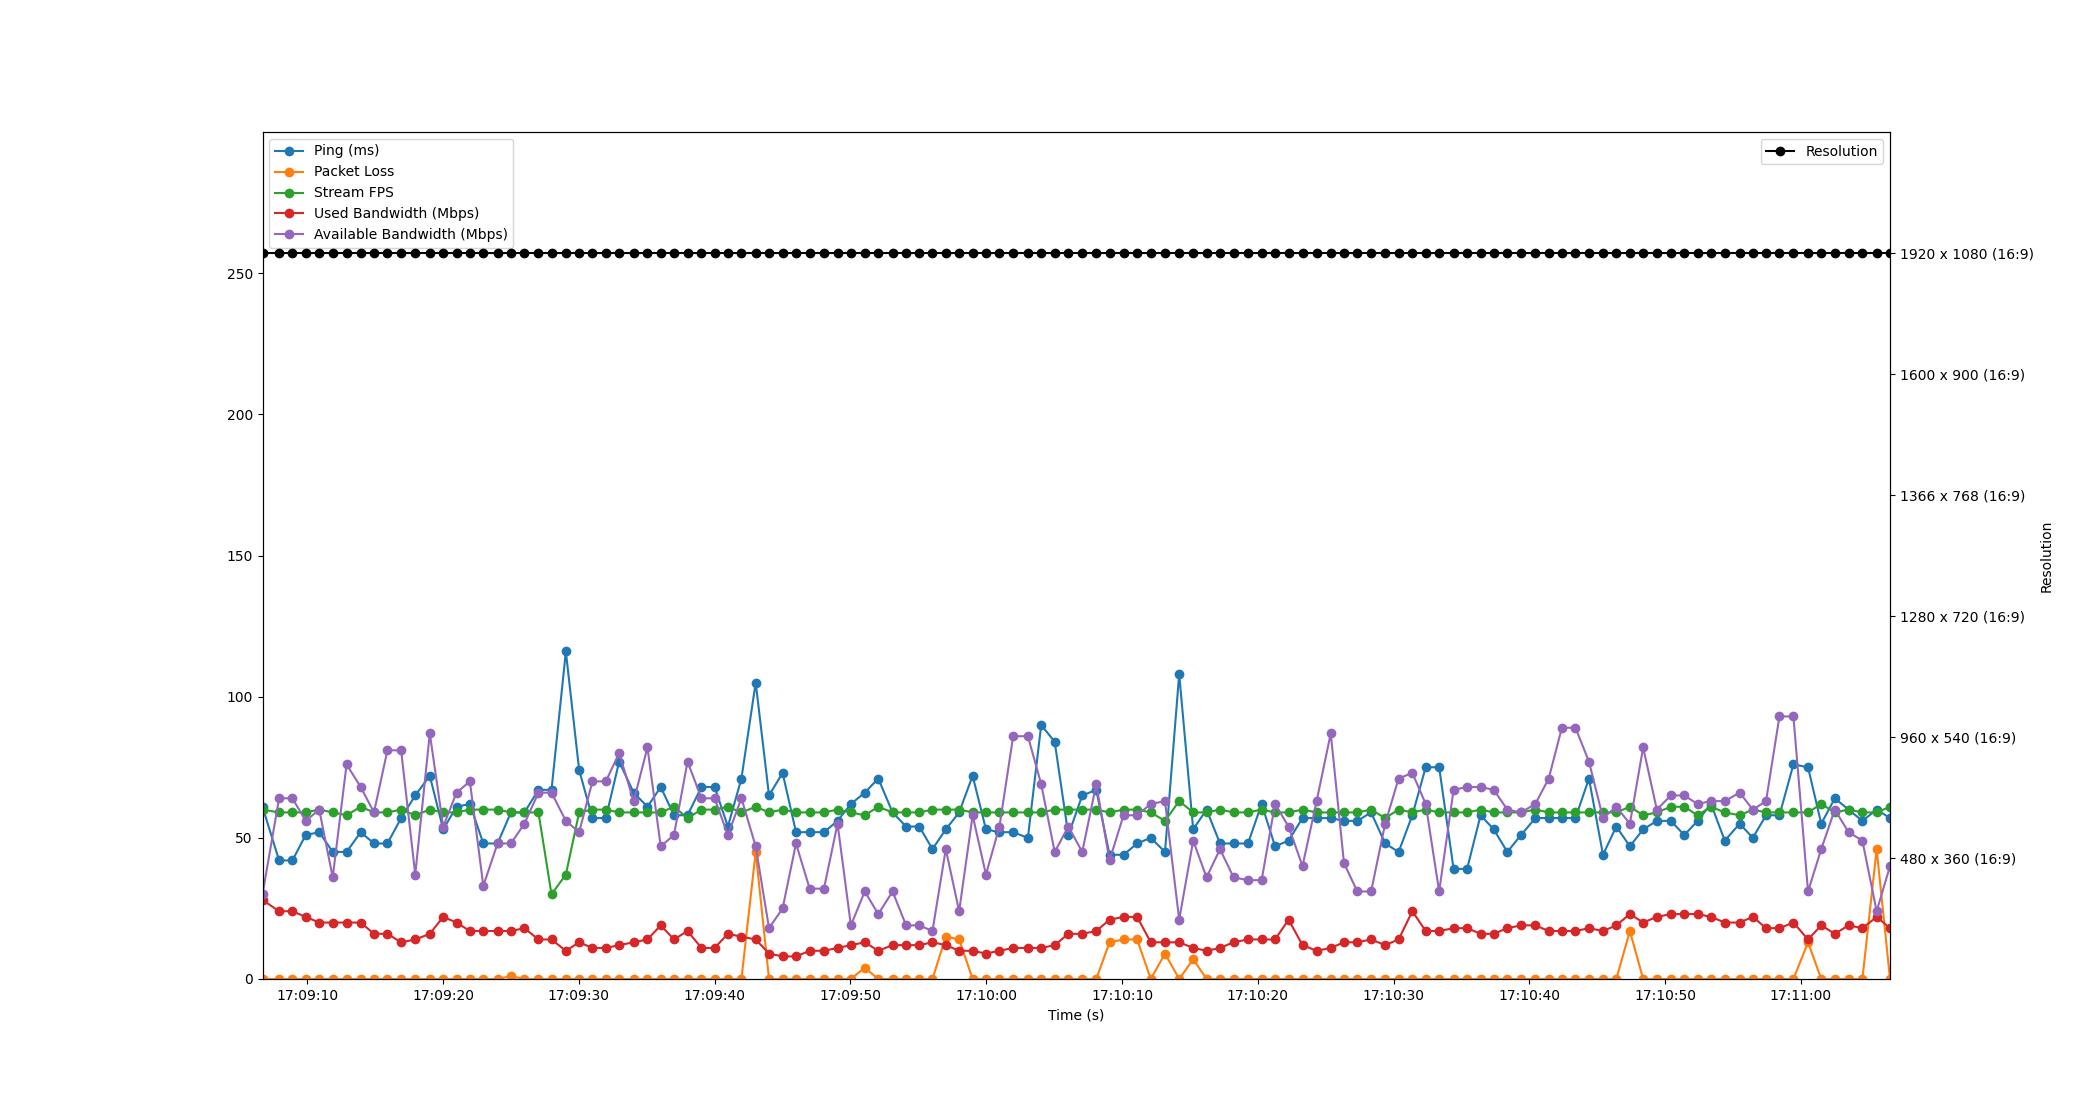 Ping (ms)
Packet Loss
Stream FPS
Used Bandwidth (Mbps)
Available Bandwidth (Mbps)
Resolution
250
200
150
100
50
0
1920 x 1080 (16:9)
1600 x 900 (16:9)
1366 x 768 (16:9)
1280 x 720 (16:9)
960 x 540 (16:9)
480 x 360 (16:9)
Resolution
17:09:10
17:09:20
17:09:30
17:09:40
17:09:50
17:10:00
17:10:10
17:10:20
17:10:30
17:10:40
17:10:50
17:11:00
Time (s)